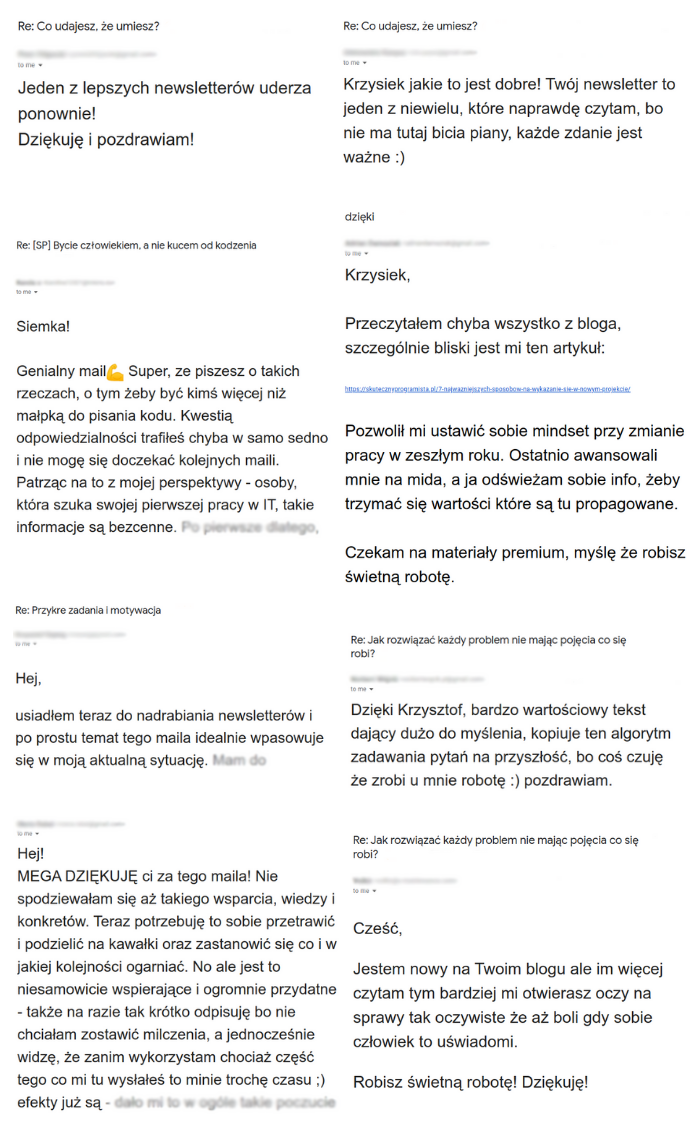 Re: Co udajesz, że umiesz?
to me
Jeden z lepszych newsletterów uderza
ponownie!
Dziękuję i pozdrawiam!
Re: [SP] Bycie człowiekiem, a nie kucem od kodzenia
to me
Siemka!
Genialny mail💪 Super, ze piszesz o takich
rzeczach, o tym żeby być kimś więcej niż
małpką do pisania kodu. Kwestią
odpowiedzialności trafiłeś chyba w samo sedno
i nie mogę się doczekać kolejnych maili.
Patrząc na to z mojej perspektywy - osoby,
która szuka swojej pierwszej pracy w IT, takie
informacje są bezcenne. Po pierwsze dlatego,
Re: Przykre zadania i motywacja
to me
Hej,
usiadłem teraz do nadrabiania newsletterów i
po prostu temat tego maila idealnie wpasowuje
się w moją aktualną sytuację. Mam do
to me
Hej!
MEGA DZIĘKUJĘ ci za tego maila! Nie
spodziewałam się aż takiego wsparcia, wiedzy i
konkretów. Teraz potrzebuję to sobie przetrawić
i podzielić na kawałki oraz zastanowić się co i w
jakiej kolejności ogarniać. No ale jest to
niesamowicie wspierające i ogromnie przydatne
- także na razie tak krótko odpisuję bo nie
chciałam zostawić milczenia, a jednocześnie
widzę, że zanim wykorzystam chociaż część
tego co mi tu wysłałeś to minie trochę czasu ;)
efekty już są - dało mi to w ogóle takie poczucie
Re: Co udajesz, że umiesz?
to me
Krzysiek jakie to jest dobre! Twój newsletter to
jeden z niewielu, które naprawdę czytam, bo
nie ma tutaj bicia piany, każde zdanie jest
ważne :)
dzięki
to me
Krzysiek,
Przeczytałem chyba wszystko z bloga,
szczególnie bliski jest mi ten artykuł:
https://skutecznyprogramista.pl/7-najwazniejszych-sposobow-na-wykazanie-sie-w-nowym-projekcie/
Pozwolił mi ustawić sobie mindset przy zmianie
pracy w zeszłym roku. Ostatnio awansowali
mnie na mida, a ja odświeżam sobie info, żeby
trzymać się wartości które są tu propagowane.
Czekam na materiały premium, myślę że robisz
świetną robotę.
Re: Jak rozwiązać każdy problem nie mając pojęcia co się
robi?
to me
Dzięki Krzysztof, bardzo wartościowy tekst
dający dużo do myślenia, kopiuje ten algorytm
zadawania pytań na przyszłość, bo coś czuję
że zrobi u mnie robotę :) pozdrawiam.
Re: Jak rozwiązać każdy problem nie mając pojęcia co się
robi?
to me
Cześć,
Jestem nowy na Twoim blogu ale im więcej
czytam tym bardziej mi otwierasz oczy na
sprawy tak oczywiste że aż boli gdy sobie
człowiek to uświadomi.
Robisz świetną robotę! Dziękuję!